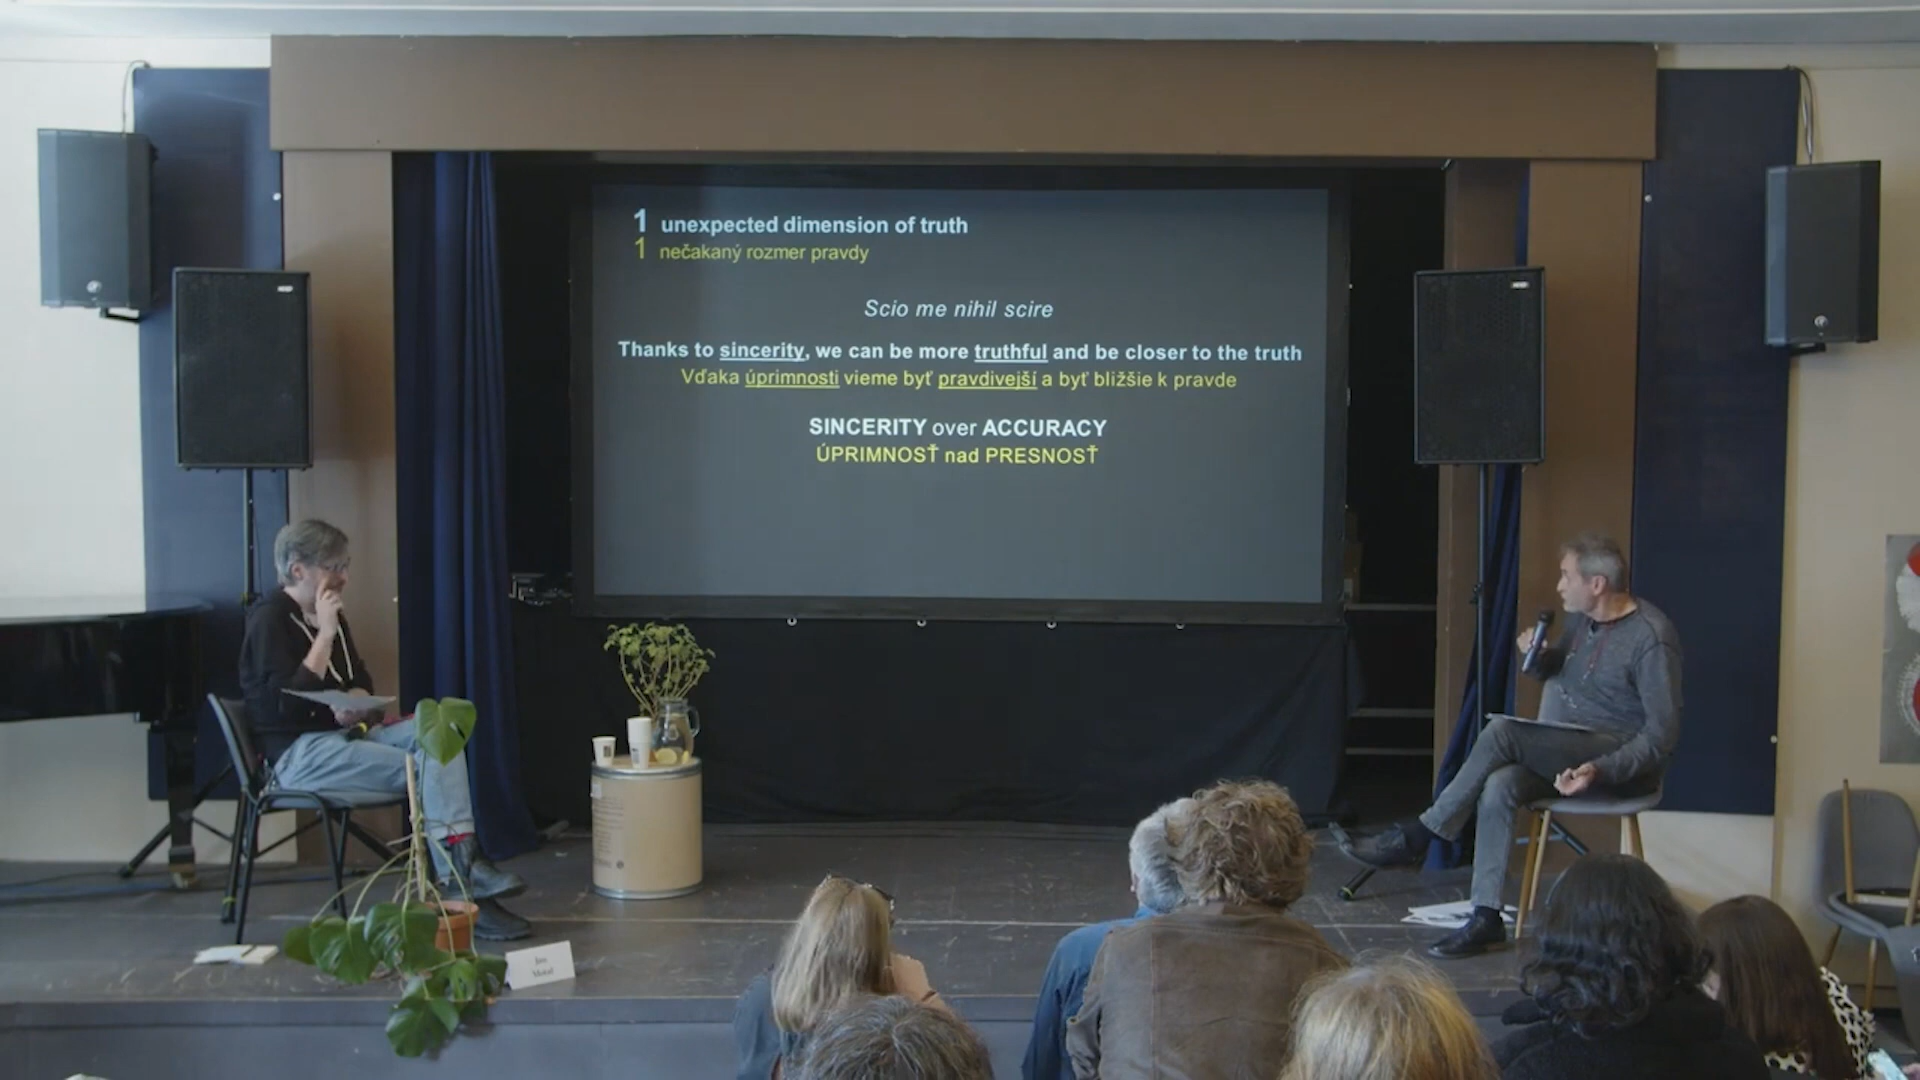 1 unexpected dimension of truth
1 nečakaný rozmer pravdy
Scio me nihil scire
Thanks to sincerity, we can be more truthful and be closer to the truth
Vďaka úprimnosti vieme byť pravdivejší a byť bližšie k pravde
SINCERITY over ACCURACY
ÚPRIMNOSŤ nad PRESNOSŤ